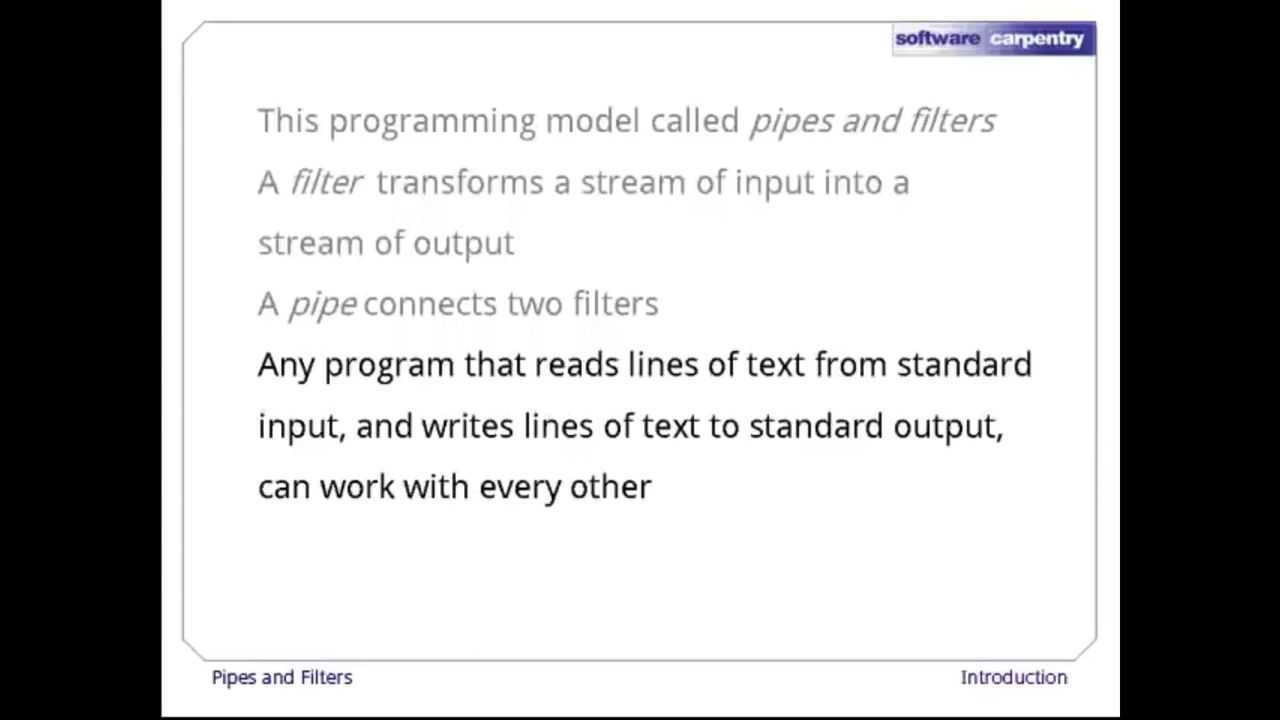 software carpentry
This programming model called pipes and filters
A filter transforms a stream of input into a
stream of output
A pipe connects two filters
Any program that reads lines of text from standard
input, and writes lines of text to standard output,
can work with every other
Pipes and Filters
Introduction